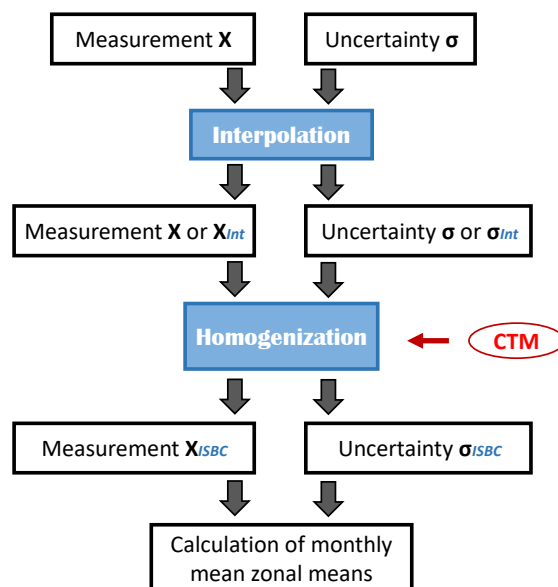 Measurement X
Uncertainty σ
Interpolation
Measurement X or XInt
Uncertainty σ or σInt
Homogenization
CTM
Measurement XISBC
Uncertainty σISBC
Calculation of monthly
mean zonal means